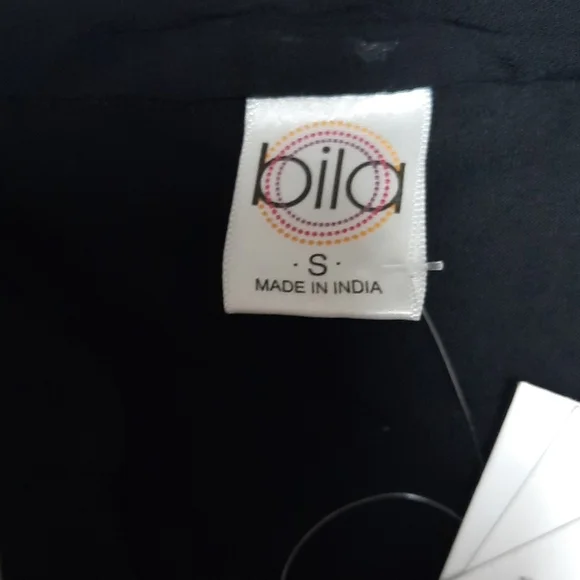 bila
· S ·
MADE IN INDIA